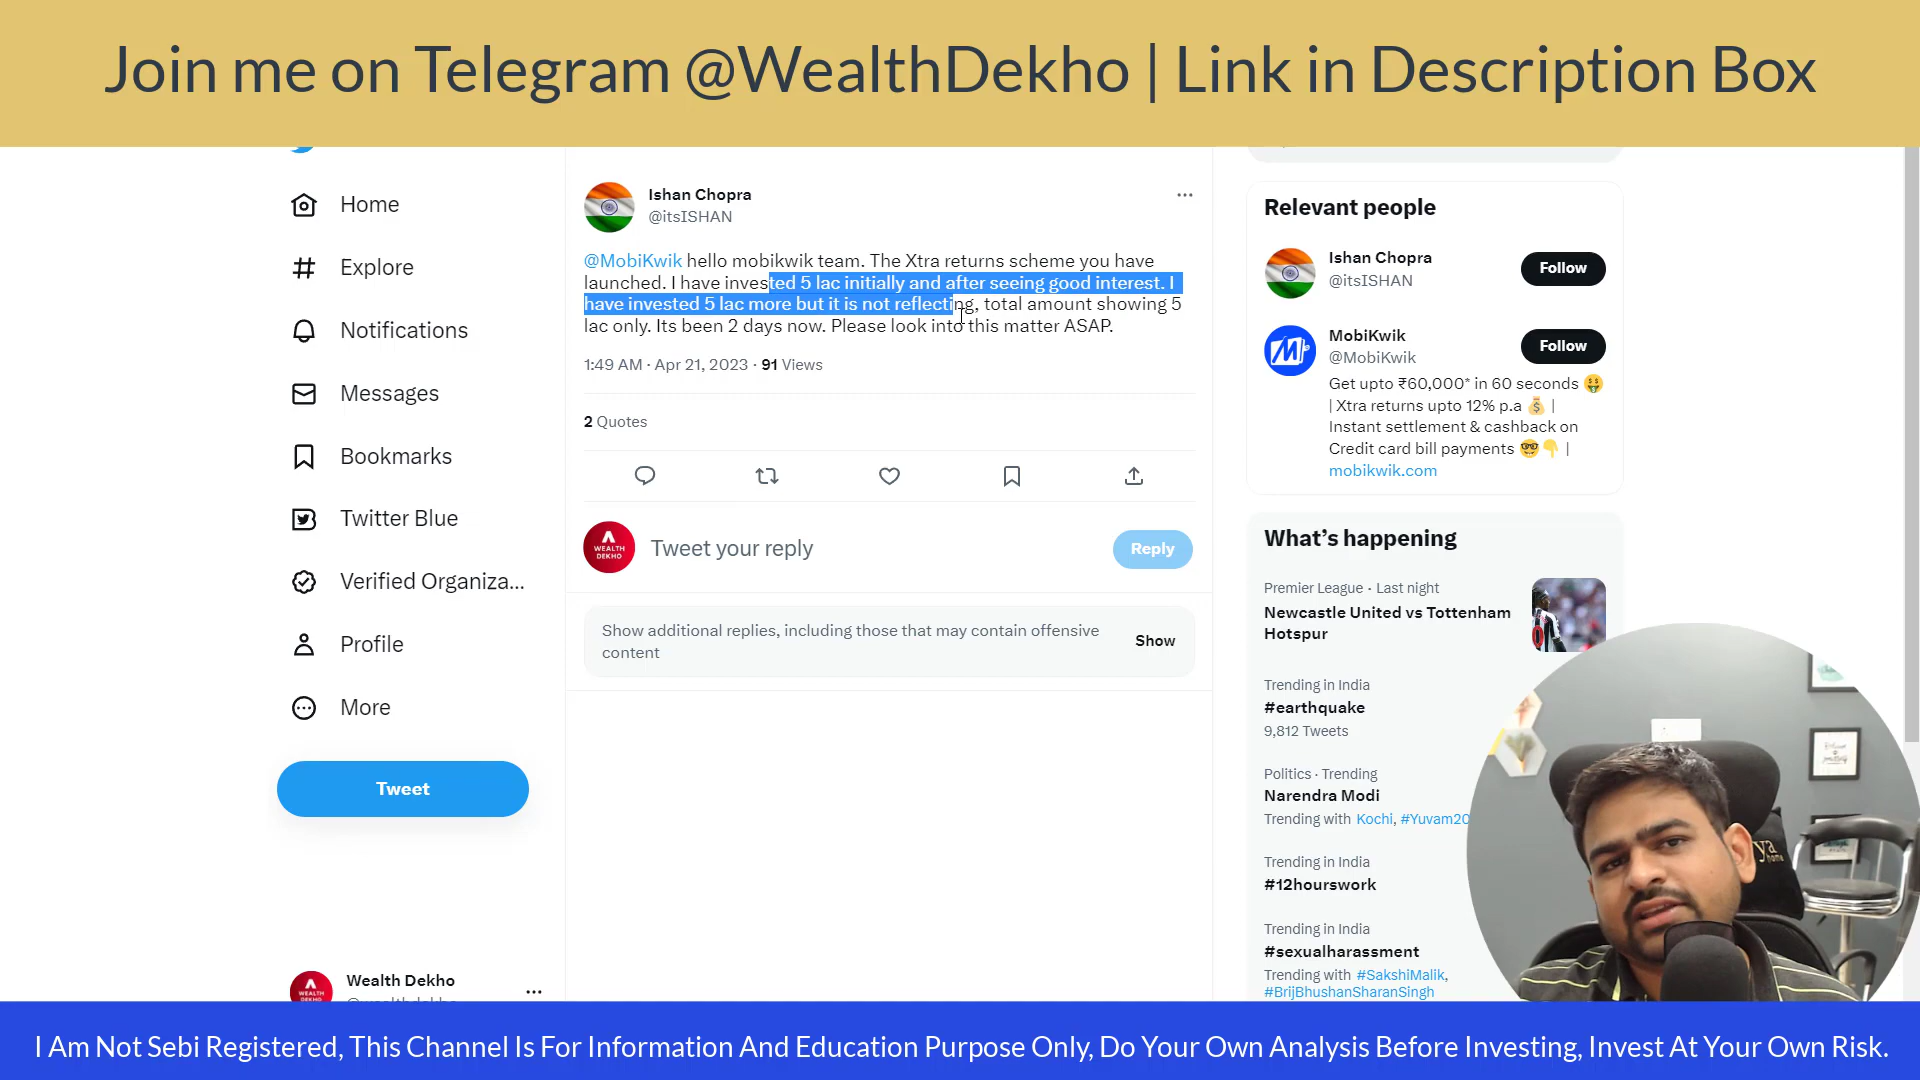 Join me on Telegram @WealthDekho | Link in Description Box
Home
Explore
Notifications
Messages
Bookmarks
Twitter Blue
Verified Organiza...
Profile
More
Tweet
Wealth Dekho
Ishan Chopra
@itsISHAN
@MobiKwik hello mobikwik team. The Xtra returns scheme you have
launched. I have invested 5 lac initially and after seeing good interest. I
have invested 5 lac more but it is not reflecting, total amount showing 5
lac only. Its been 2 days now. Please look into this matter ASAP.
1:49 AM · Apr 21, 2023 · 91 Views
2 Quotes
WEALTH
DEKHO
Tweet your reply
Reply
Show additional replies, including those that may contain offensive
content
Show
Relevant people
Ishan Chopra
@itsISHAN
Follow
MobiKwik
@MobiKwik
Follow
Get upto ₹60,000* in 60 seconds 🤑
| Xtra returns upto 12% p.a 💰 |
Instant settlement & cashback on
Credit card bill payments 🤓👇 |
mobikwik.com
What's happening
Premier League · Last night
Newcastle United vs Tottenham
Hotspur
Trending in India
#earthquake
9,812 Tweets
Politics · Trending
Narendra Modi
Trending with Kochi, #Yuvam20
Trending in India
#12hourswork
Trending in India
#sexualharassment
Trending with #SakshiMalik,
#BrijBhushanSharanSingh
I Am Not Sebi Registered, This Channel Is For Information And Education Purpose Only, Do Your Own Analysis Before Investing, Invest At Your Own Risk.